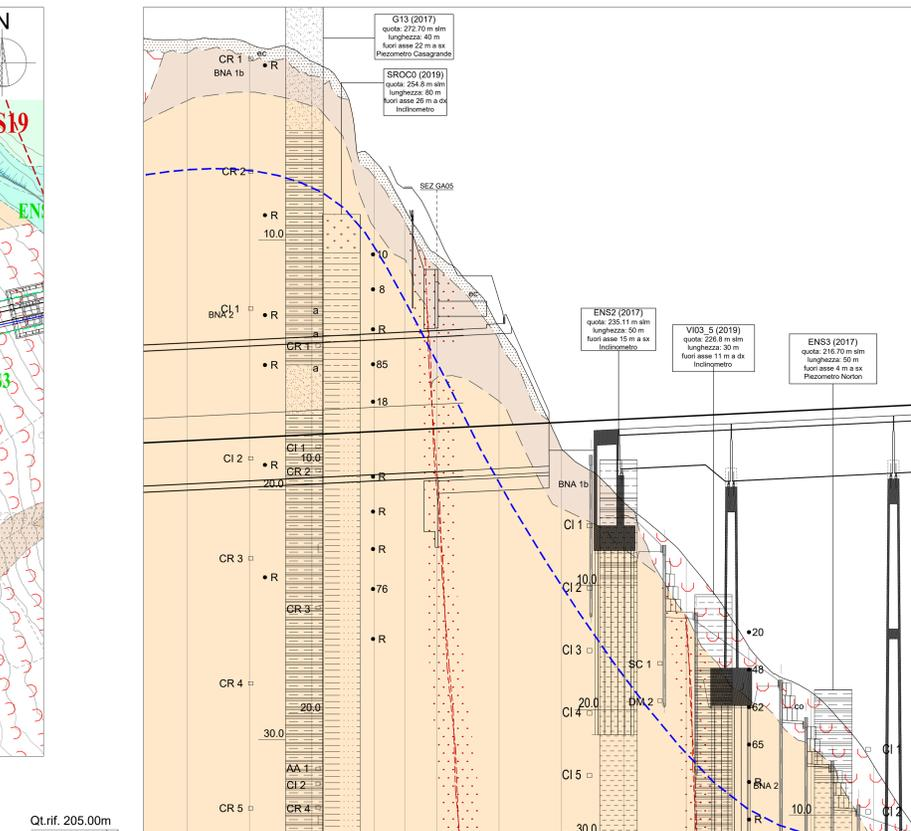 N
S19
ENS
63
G13 (2017)
quota: 272.70 m slm
lunghezza: 40 m
fuori asse 22 m a sx
Piezometro Casagrande
SROC0 (2019)
quota: 254.8 m slm
lunghezza: 80 m
fuori asse 26 m a dx
Inclinometro
CR 1
ec
R
BNA 1b
CR 2
SEZ GA05
R
10.0
10
8
ec
CI 1
BNA 2
R
a
R
a
CR 1
R
a
85
18
ENS2 (2017)
quota: 235.11 m slm
lunghezza: 50 m
fuori asse 15 m a sx
Inclinometro
VI03_5 (2019)
quota: 226.8 m slm
lunghezza: 30 m
fuori asse 11 m a dx
Inclinometro
ENS3 (2017)
quota: 216.70 m slm
lunghezza: 50 m
fuori asse 4 m a sx
Piezometro Norton
CI 1
CI 2
10.0
R
CR 2
R
20.0
BNA 1b
R
CI 1
R
CR 3
R
10.0
CI 2
76
CR 3
20
R
CI 3
SC 1
48
CR 4
DM 2
20.0
20.0
62
co
CI 4
30.0
65
CI 1
AA 1
CI 5
R
CI 2
BNA 2
CR 5
CR 4
10.0
CI 2
R
30.0
Qt.rif. 205.00m